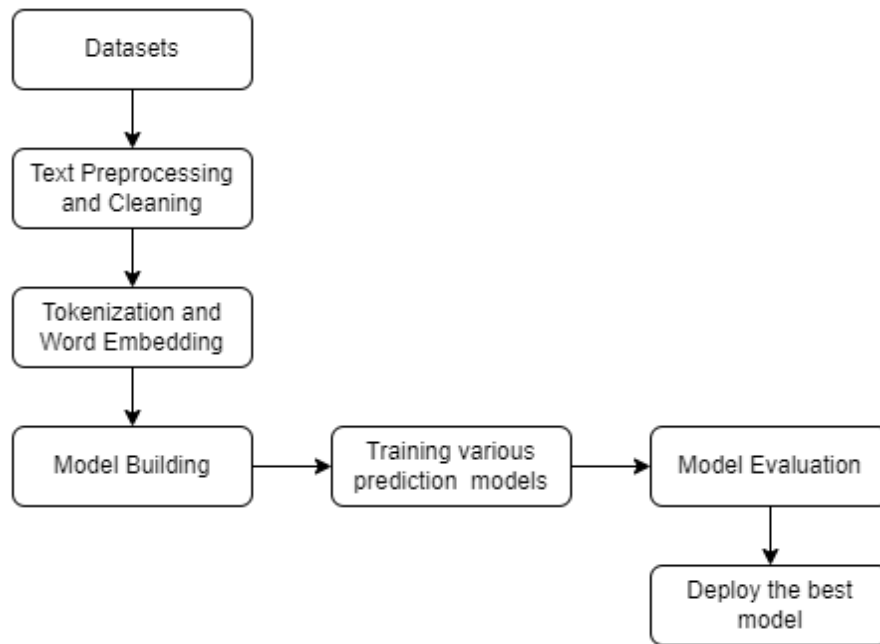 Datasets
Text Preprocessing
and Cleaning
Tokenization and
Word Embedding
Model Building
Training various
prediction  models
Model Evaluation
Deploy the best
model